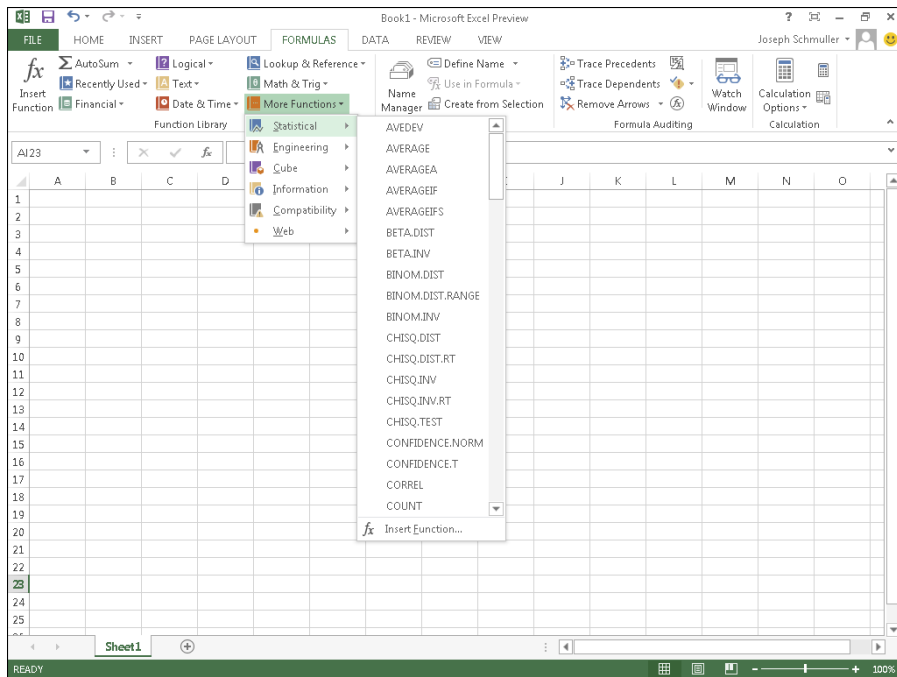 Book1 - Microsoft Excel Preview
FILE HOME INSERT PAGE LAYOUT FORMULAS DATA REVIEW VIEW Joseph Schmuller
fx Insert Function
AutoSum
Recently Used
Financial
Logical
Text
Date & Time
Lookup & Reference
Math & Trig
More Functions
Function Library
Name Manager
Define Name
Use in Formula
Create from Selection
Trace Precedents
Trace Dependents
Remove Arrows
Formula Auditing
Watch Window
Calculation Options
Calculation
Statistical
Engineering
Cube
Information
Compatibility
Web
AVEDEV
AVERAGE
AVERAGEA
AVERAGEIF
AVERAGEIFS
BETA.DIST
BETA.INV
BINOM.DIST
BINOM.DIST.RANGE
BINOM.INV
CHISQ.DIST
CHISQ.DIST.RT
CHISQ.INV
CHISQ.INV.RT
CHISQ.TEST
CONFIDENCE.NORM
CONFIDENCE.T
CORREL
COUNT
fx Insert Function...
AI23 fx
A B C D J K L M N O
1
2
3
4
5
6
7
8
9
10
11
12
13
14
15
16
17
18
19
20
21
22
23
24
25
Sheet1
READY 100%